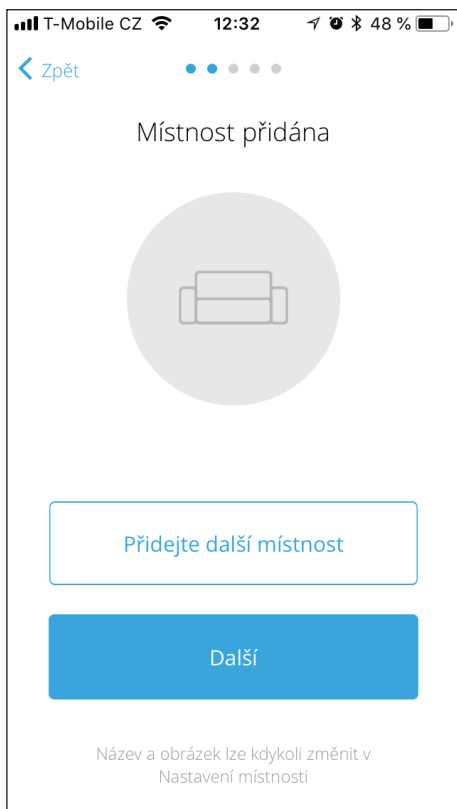 T-Mobile CZ 12:32 48 %
Zpět
Místnost přidána
Přidejte další místnost
Další
Název a obrázek lze kdykoli změnit v
Nastavení místnosti